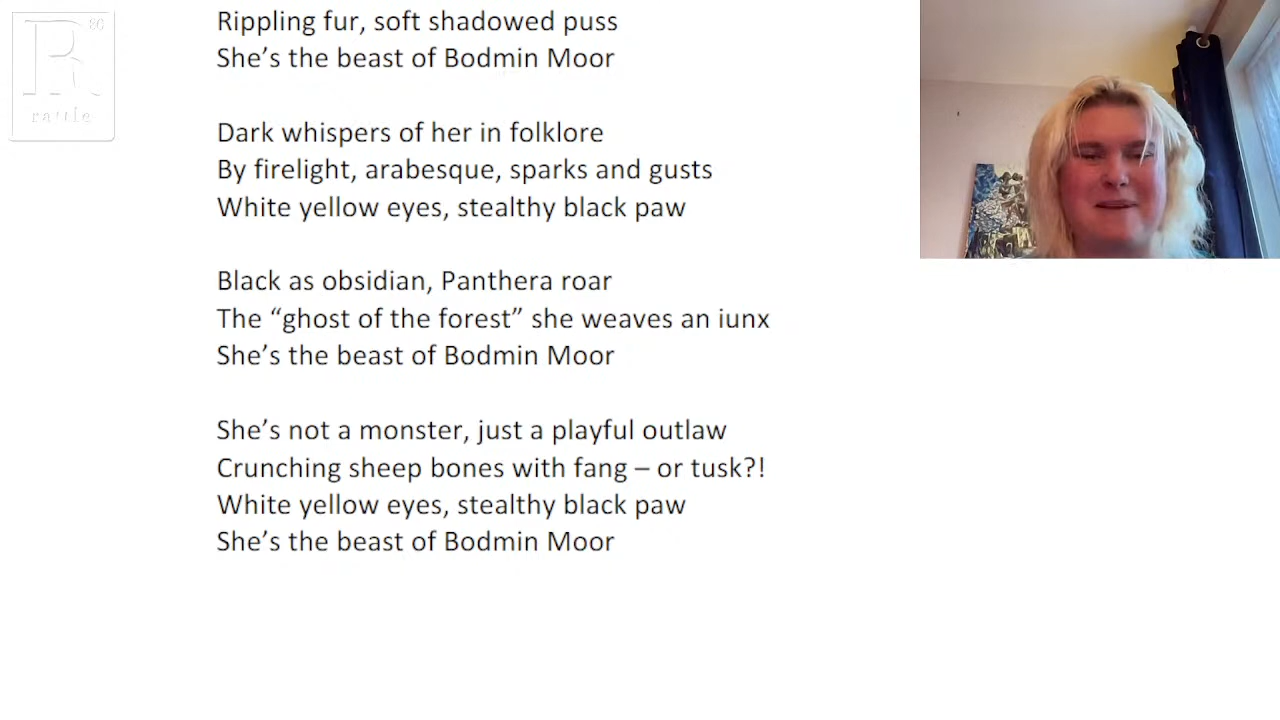 Rippling fur, soft shadowed puss
She’s the beast of Bodmin Moor
Dark whispers of her in folklore
By firelight, arabesque, sparks and gusts
White yellow eyes, stealthy black paw
Black as obsidian, Panthera roar
The “ghost of the forest” she weaves an iunx
She’s the beast of Bodmin Moor
She’s not a monster, just a playful outlaw
Crunching sheep bones with fang – or tusk?!
White yellow eyes, stealthy black paw
She’s the beast of Bodmin Moor
R
80
rattle